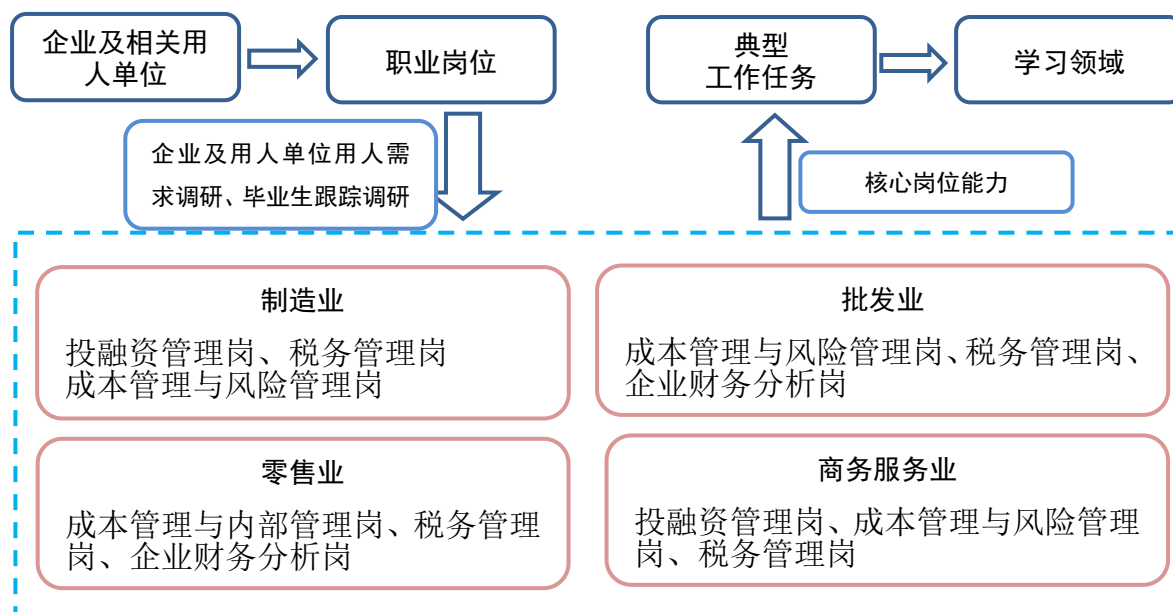 企业及相关用
人单位
职业岗位
典型
工作任务
学习领域
企业及用人单位用人需
求调研、毕业生跟踪调研
核心岗位能力
制造业
投融资管理岗、税务管理岗
成本管理与风险管理岗
批发业
成本管理与风险管理岗、税务管理岗、
企业财务分析岗
零售业
成本管理与内部管理岗、税务管理
岗、企业财务分析岗
商务服务业
投融资管理岗、成本管理与风险管理
岗、税务管理岗